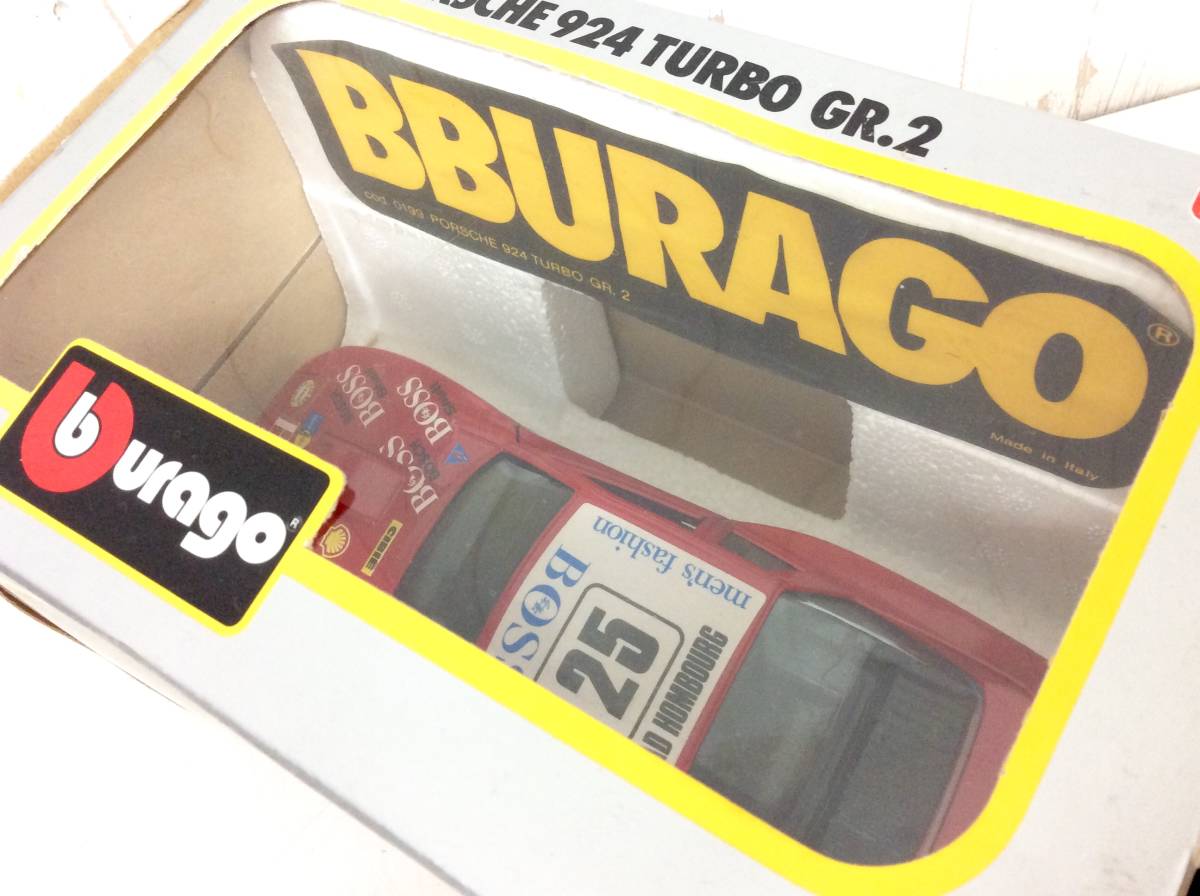 924 TURBO GR.2
BBURAGO®
cod. 0199 PORSCHE 924 TURBO GR. 2
Made in Italy
burago®
BOSS
BOSS
BOSS
CIBIE
men's fashion
BOSS
25
HOMBOURG